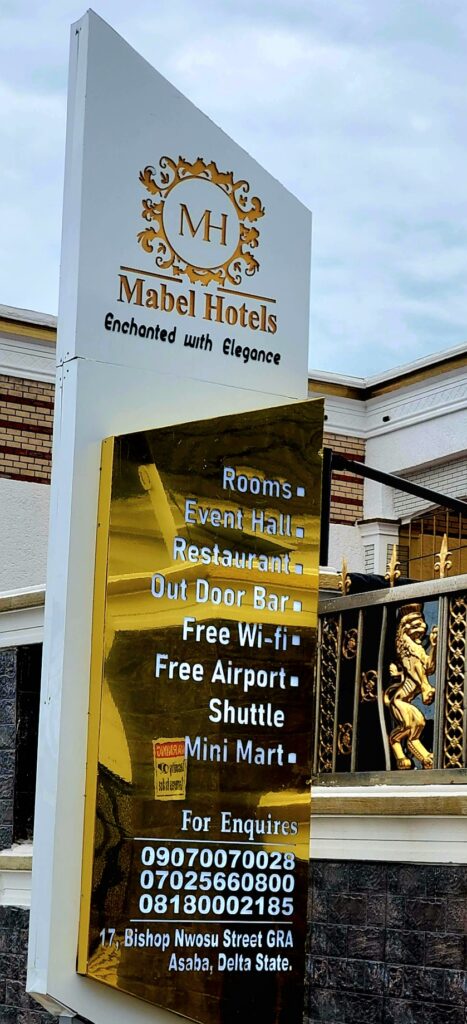 MH
Mabel Hotels
Enchanted with Elegance
Rooms
Event Hall
Restaurant
Out Door Bar
Free Wi-fi
Free Airport
Shuttle
Mini Mart
For Enquires
09070070028
07025660800
08180002185
17, Bishop Nwosu Street GRA
Asaba, Delta State.